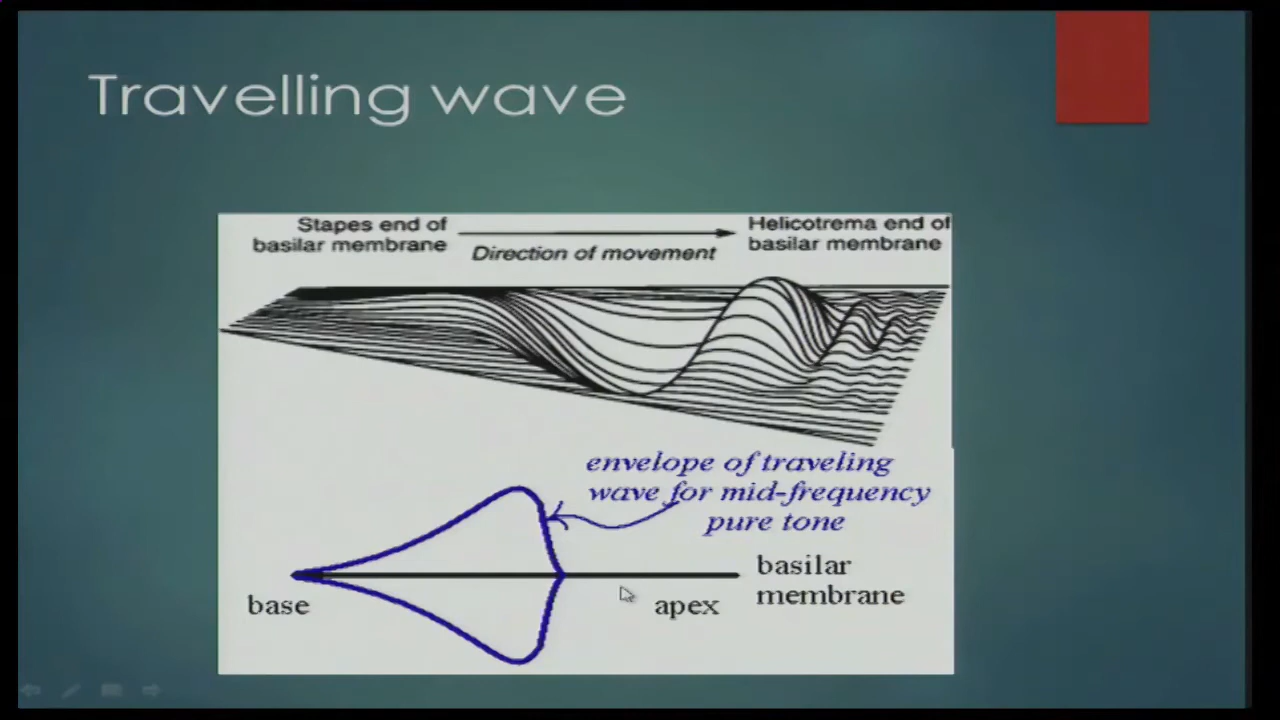 Travelling wave
Stapes end of
basilar membrane
Direction of movement
Helicotrema end of
basilar membrane
envelope of traveling
wave for mid-frequency
pure tone
basilar
membrane
base
apex